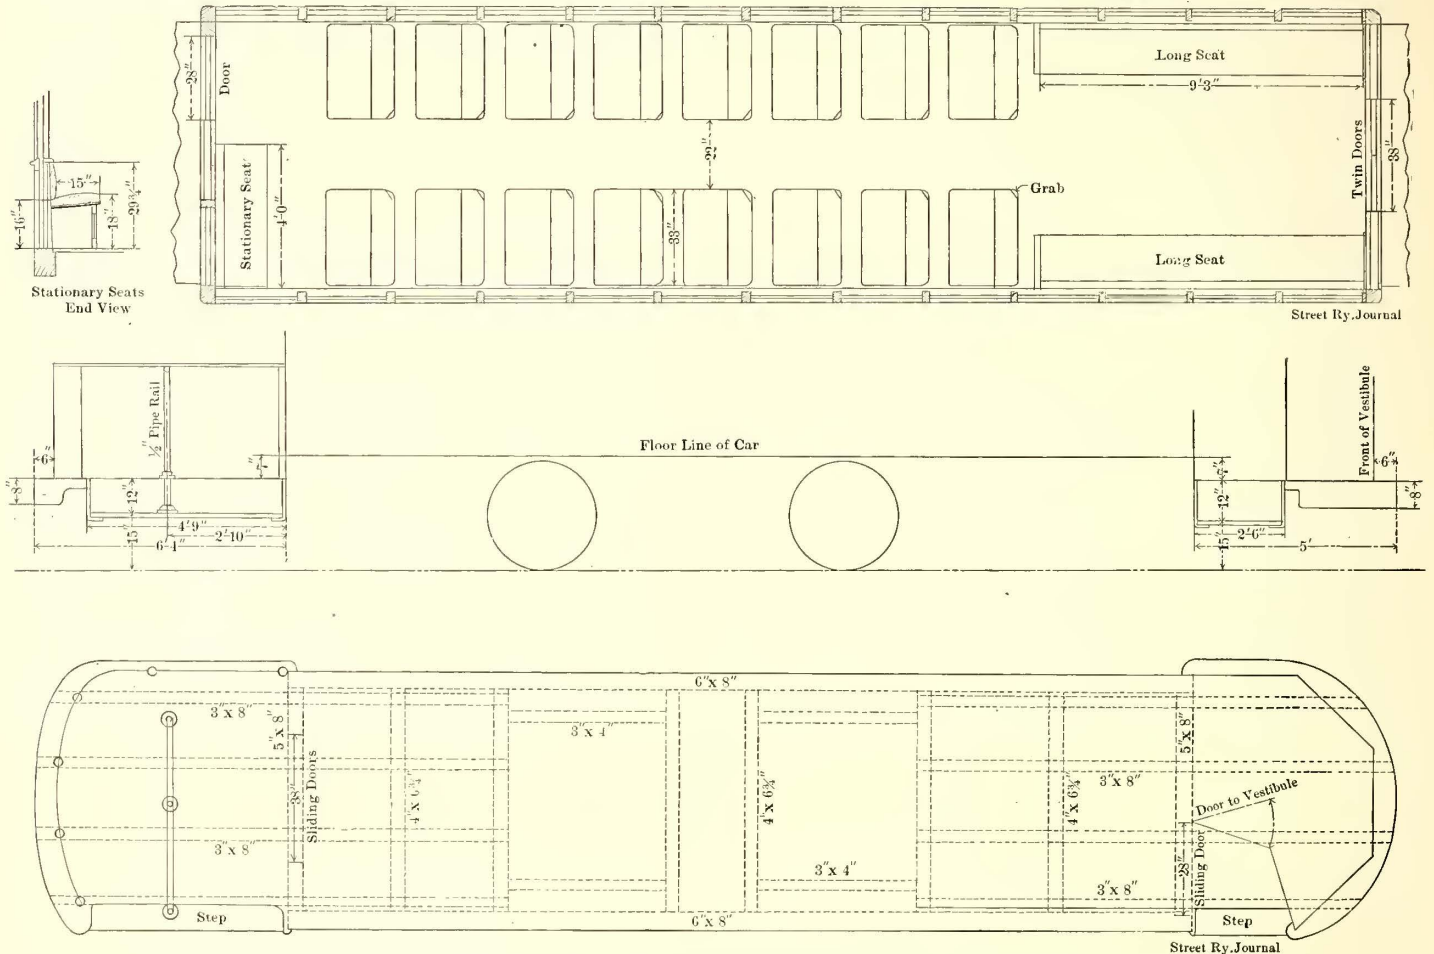 28"
Door
Long Seat
9'3"
15"
16"
18"
29¾"
Stationary Seat
4'0"
22"
33"
Grab
Twin Doors
38"
Long Seat
Stationary Seats
End View
Street Ry. Journal
½" Pipe Rail
Floor Line of Car
Front of Vestibule
6"
7"
7"
6"
8"
12"
12"
8"
4'9"
2'10"
15"
6'4"
2'6"
15"
5'
6"x 8"
3"x 8"
5"x 8"
3"x 4"
5"x 8"
38"
Sliding Doors
4"x 6¾"
4"x 6¾"
4"x 6¾"
3"x 8"
Door to Vestibule
3"x 8"
3"x 4"
28"
Sliding Door
3"x 8"
Step
6"x 8"
Step
Street Ry. Journal